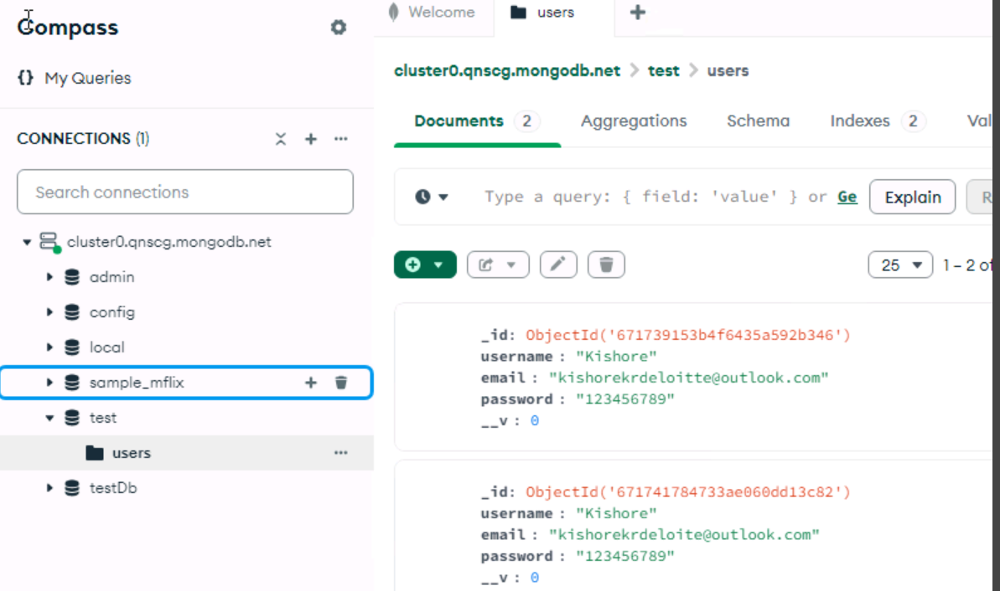 Compass
{} My Queries
CONNECTIONS (1)
Search connections
cluster0.qnscg.mongodb.net
admin
config
local
sample_mflix
test
users
testDb
Welcome
users
cluster0.qnscg.mongodb.net > test > users
Documents 2 Aggregations Schema Indexes 2 Val
Type a query: { field: 'value' } or Ge Explain R
25 1 – 2 of
_id: ObjectId('671739153b4f6435a592b346')
username : "Kishore"
email : "kishorekrdeloitte@outlook.com"
password : "123456789"
__v : 0
_id: ObjectId('671741784733ae060dd13c82')
username : "Kishore"
email : "kishorekrdeloite@outlook.com"
password : "123456789"
__v : 0